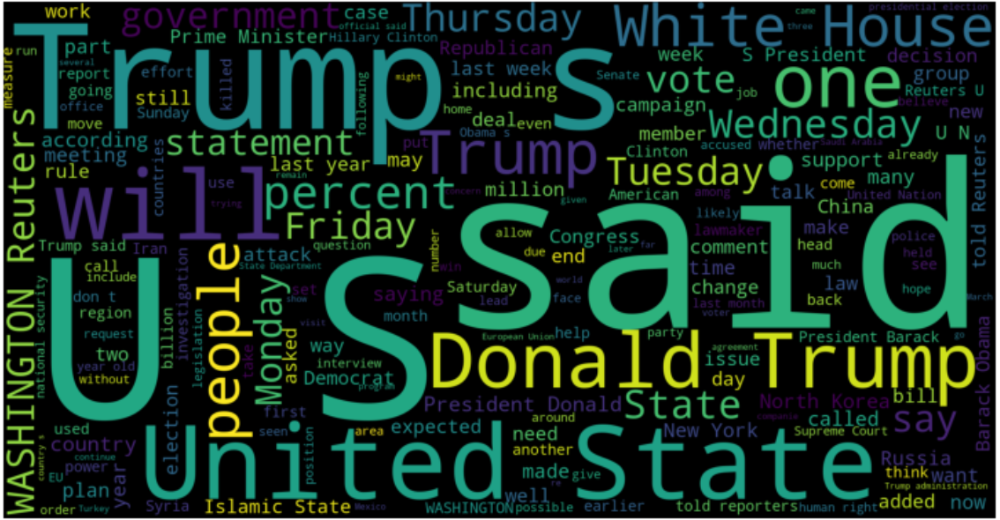 work
government
case
official said
Thursday
White House
came
presidential election
three
Trump s
part
Prime Minister
Hillary Clinton
Republican
week
S President
decision
run
several
report
effort
killed
last week
might
Senate
vote
job
one
group
measure
going
office
still
Sunday
following
including
campaign
Reuters U
believe
move
home
deal
even
Wednesday
new
according
statement
Obama s
member
accused
whether
Saudi Arabia
U N
meeting
put
Trump
Clinton
already
rule
last year
may
Tuesday
support
many
will
countries
use
remain
percent
concern
million
American
among
talk
come
United Nation
trying
given
likely
China
told Reuters
Friday
said
lawmaker
make
Trump said
Iran
question
allow
Congress
comment
head
police
call
include
people
attack
State Department
number
due
end
later
far
time
much
held
see
WASHINGTON Reuters
U S
don t
investigation
Monday
set
show
saying
win
Saturday
world
change
law
hope
national security
region
billion
month
lead
face
last month
back
March
request
legislation
visit
voter
two
take
asked
way
European Union
help
party
President Barack
go
year old
interview
Donald Trump
agreement
issue
without
Democrat
program
day
bill
Barack Obama
election
President Donald
State
North Korea
say
used
first
around
compania
called
country
seen
area
expected
need
New York
Supreme Court
country s
continue
United State
position
another
power
year
made
give
Russia
want
EU
think
plan
well
re
Trump administration
order
Turkey
Syria
Islamic State
Mexico
WASHINGTON
possible
earlier
told reporters
human right
added
now